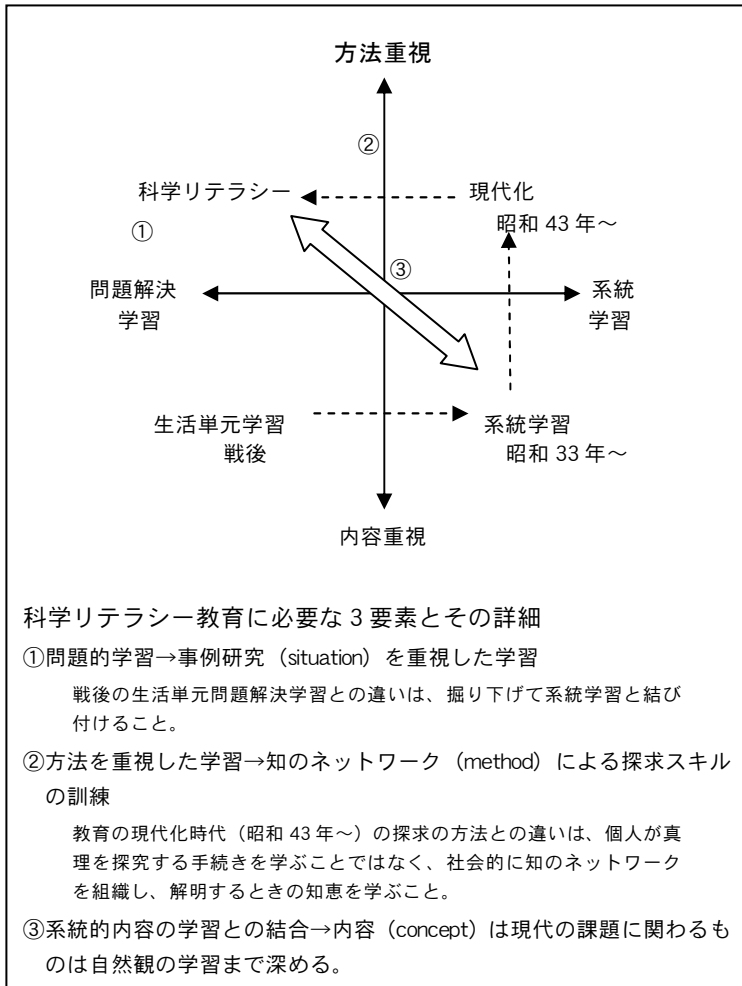 方法重視
②
科学リテラシー 現代化
① 昭和 43 年～
③
問題解決 系統
学習 学習
生活単元学習 系統学習
戦後 昭和 33 年～
内容重視
科学リテラシー教育に必要な 3 要素とその詳細
①問題的学習→事例研究（situation）を重視した学習
戦後の生活単元問題解決学習との違いは、掘り下げて系統学習と結び
付けること。
②方法を重視した学習→知のネットワーク（method）による探求スキル
の訓練
教育の現代化時代（昭和 43 年～）の探求の方法との違いは、個人が真
理を探究する手続きを学ぶことではなく、社会的に知のネットワーク
を組織し、解明するときの知恵を学ぶこと。
③系統的内容の学習との結合→内容（concept）は現代の課題に関わるも
のは自然観の学習まで深める。